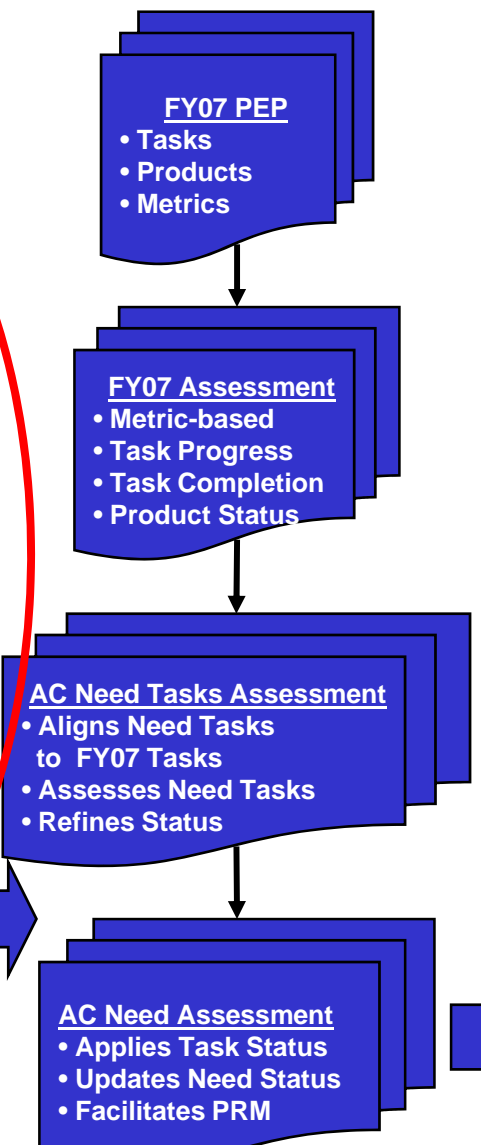 FY07 PEP
• Tasks
• Products
• Metrics
FY07 Assessment
• Metric-based
• Task Progress
• Task Completion
• Product Status
AC Need Tasks Assessment
• Aligns Need Tasks
to FY07 Tasks
• Assesses Need Tasks
• Refines Status
AC Need Assessment
• Applies Task Status
• Updates Need Status
• Facilitates PRM